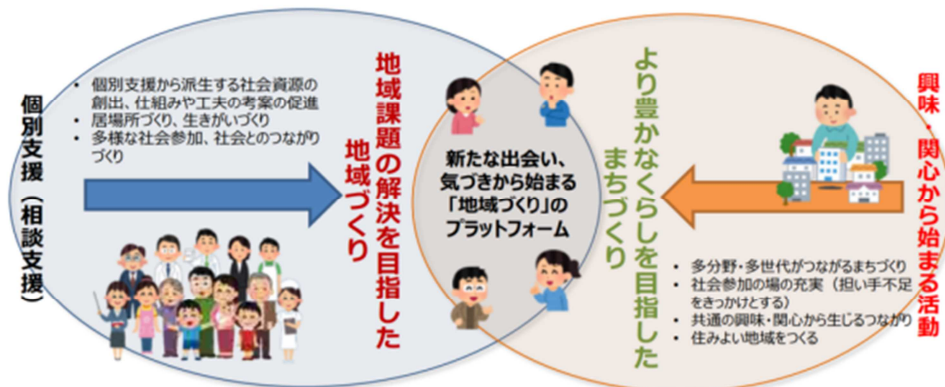 個別支援（相談支援）
• 個別支援から派生する社会資源の
創出、仕組みや工夫の考案の促進
• 居場所づくり、生きがいづくり
• 多様な社会参加、社会とのつながり
づくり
地域課題の解決を目指した
地域づくり
新たな出会い、
気づきから始まる
「地域づくり」の
プラットフォーム
より豊かなくらしを目指した
まちづくり
• 多分野・多世代がつながるまちづくり
• 社会参加の場の充実（担い手不足
をきっかけとする）
• 共通の興味・関心から生じるつながり
• 住みよい地域をつくる
興味・関心から始まる活動